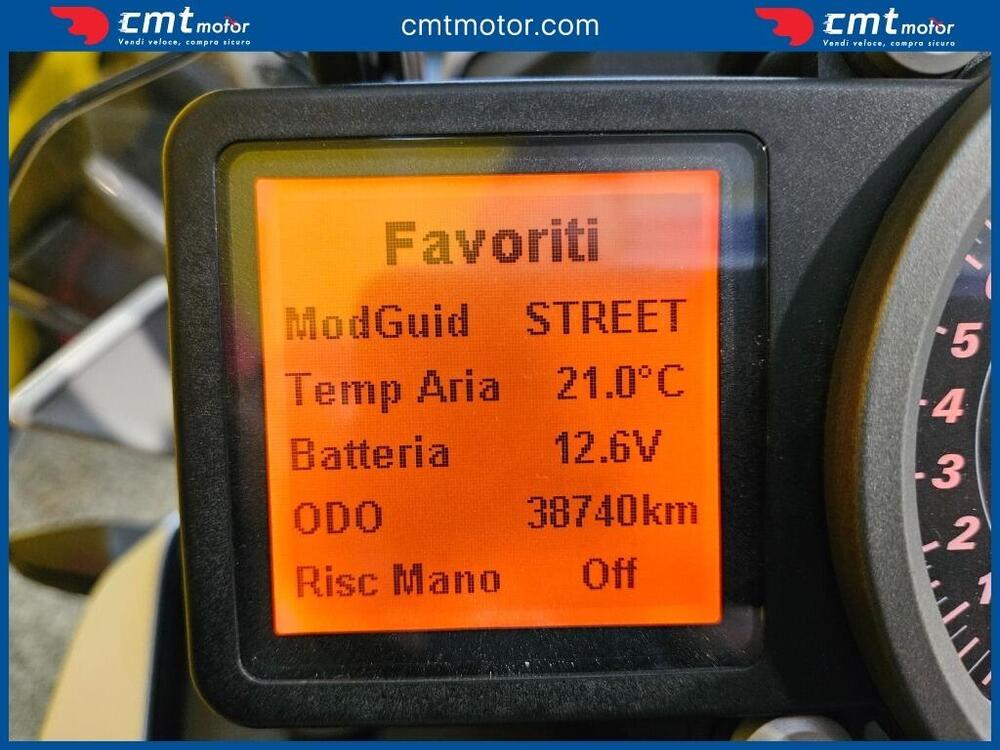 cmt motor
Vendi veloce, compra sicuro
cmtmotor.com
cmt motor
Vendi veloce, compra sicuro
Favoriti
ModGuid STREET
Temp Aria 21.0°C
Batteria 12.6V
ODO 38740km
Risc Mano Off
5
4
3
2
1